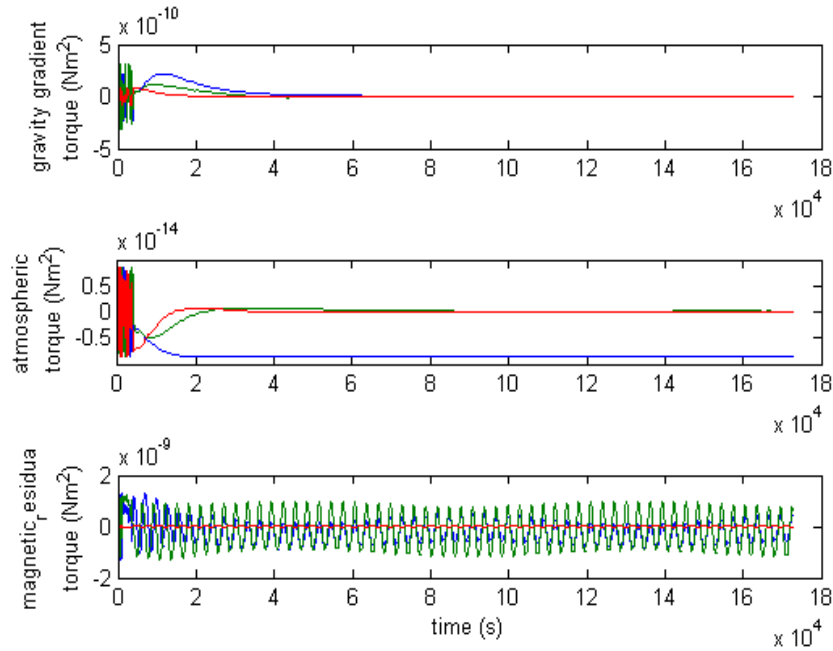 x 10^-10
gravity gradient
torque (Nm^2)
5
0
-5
0 2 4 6 8 10 12 14 16 18
x 10^4
x 10^-14
atmospheric
torque (Nm^2)
0.5
0
-0.5
0 2 4 6 8 10 12 14 16 18
x 10^4
x 10^-9
magnetic_residua
torque (Nm^2)
2
0
-2
0 2 4 6 8 10 12 14 16 18
time (s)
x 10^4